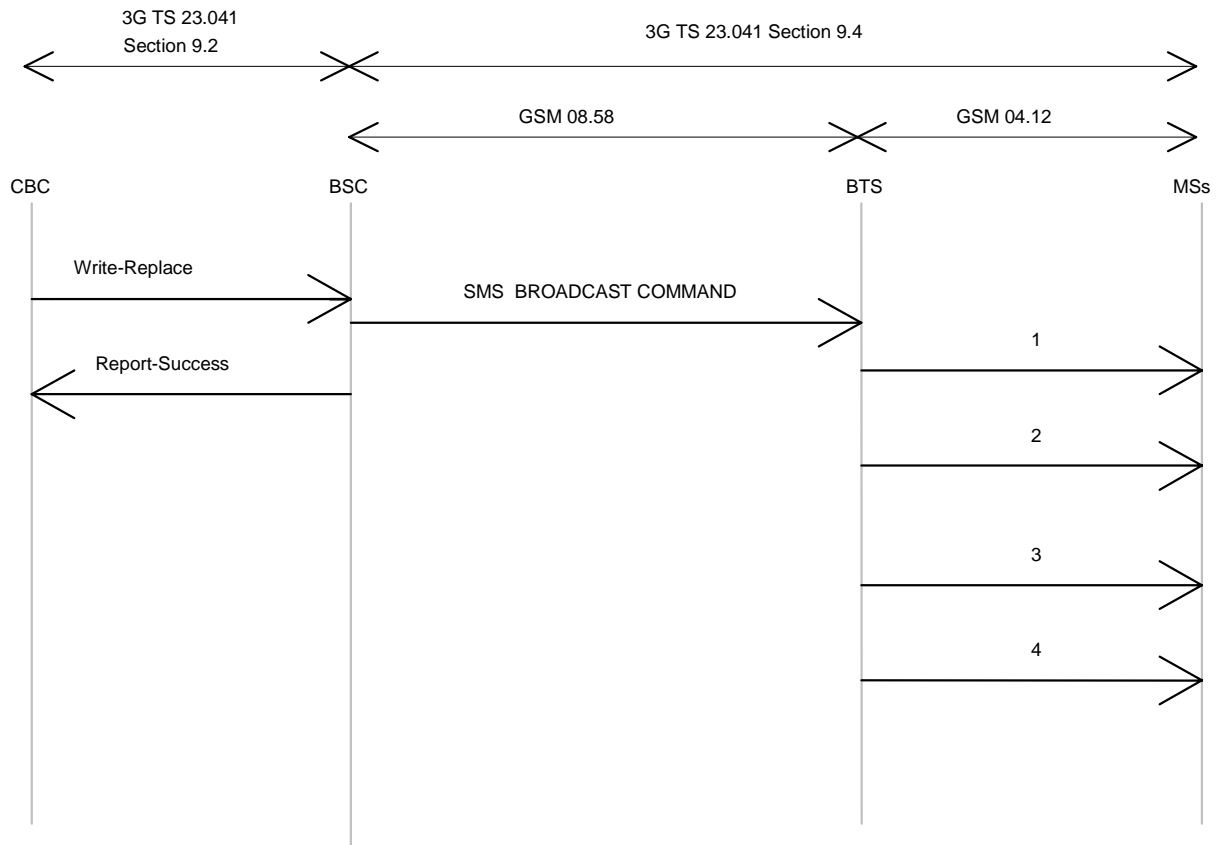 3G TS 23.041
Section 9.2
3G TS 23.041 Section 9.4
GSM 08.58
GSM 04.12
CBC
BSC
BTS
MSs
Write-Replace
SMS  BROADCAST COMMAND
1
Report-Success
2
3
4